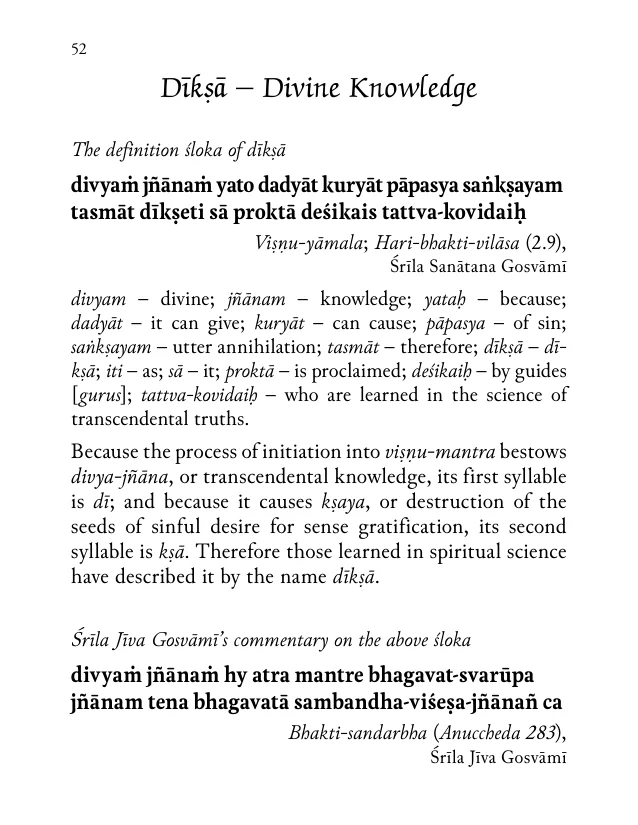 52
Dīkṣā – Divine Knowledge
The definition śloka of dīkṣā
divyaṁ jñānaṁ yato dadyāt kuryāt pāpasya saṅkṣayam
tasmāt dīkṣeti sā proktā deśikais tattva-kovidaiḥ
Viṣṇu-yāmala; Hari-bhakti-vilāsa (2.9),
Śrīla Sanātana Gosvāmī
divyam – divine; jñānam – knowledge; yataḥ – because;
dadyāt – it can give; kuryāt – can cause; pāpasya – of sin;
saṅkṣayam – utter annihilation; tasmāt – therefore; dīkṣā – dī-
kṣā; iti – as; sā – it; proktā – is proclaimed; deśikaiḥ – by guides
[gurus]; tattva-kovidaiḥ – who are learned in the science of
transcendental truths.
Because the process of initiation into viṣṇu-mantra bestows
divya-jñāna, or transcendental knowledge, its first syllable
is dī; and because it causes kṣaya, or destruction of the
seeds of sinful desire for sense gratification, its second
syllable is kṣā. Therefore those learned in spiritual science
have described it by the name dīkṣā.
Śrīla Jīva Gosvāmī’s commentary on the above śloka
divyaṁ jñānaṁ hy atra mantre bhagavat-svarūpa
jñānam tena bhagavatā sambandha-viśeṣa-jñānañ ca
Bhakti-sandarbha (Anuccheda 283),
Śrīla Jīva Gosvāmī